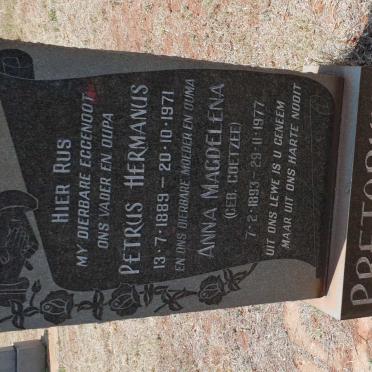 HIER RUS
MY DIERBARE EGGENOOT
ONS VADER EN OUPA
PETRUS HERMANUS
13-7-1889 – 20-10-1971
EN ONS DIERBARE MOEDER EN OUMA
ANNA MAGDELENA
(GEB. COETZEE)
7-2-1893 - 29-11-1977
UIT ONS LEWE IS U GENEEM
MAAR UIT ONS HARTE NOOIT